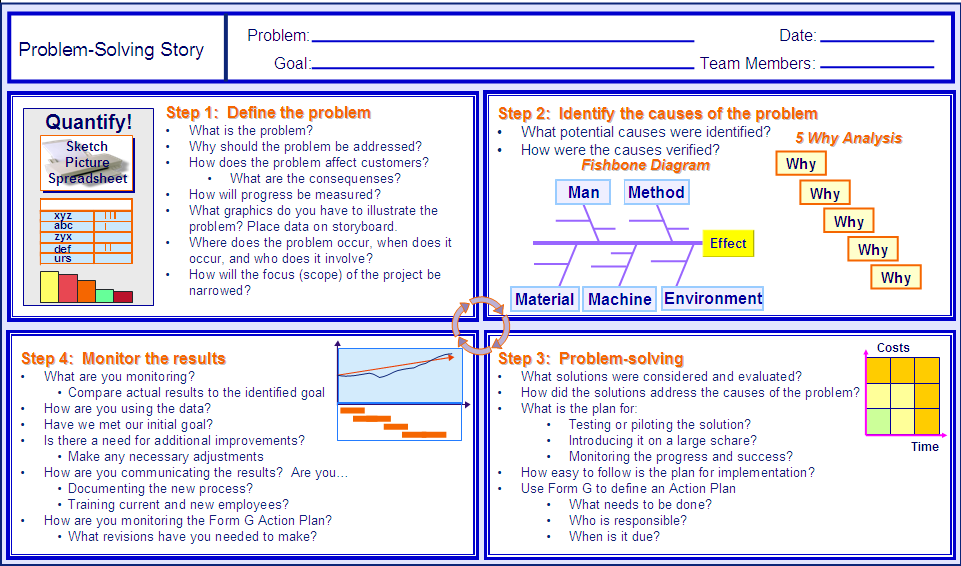 Problem-Solving Story
Problem:
Date:
Goal:
Team Members:
Quantify!
Sketch
Picture
Spreadsheet
xyz
abc
zyx
def
urs
Step 1:  Define the problem
• What is the problem?
• Why should the problem be addressed?
• How does the problem affect customers?
• What are the consequenses?
• How will progress be measured?
• What graphics do you have to illustrate the
problem? Place data on storyboard.
• Where does the problem occur, when does it
occur, and who does it involve?
• How will the focus (scope) of the project be
narrowed?
Step 2:  Identify the causes of the problem
• What potential causes were identified?
• How were the causes verified?
Fishbone Diagram
Man
Method
Effect
Material
Machine
Environment
5 Why Analysis
Why
Why
Why
Why
Why
Step 4:  Monitor the results
• What are you monitoring?
• Compare actual results to the identified goal
• How are you using the data?
• Have we met our initial goal?
• Is there a need for additional improvements?
• Make any necessary adjustments
• How are you communicating the results?  Are you…
• Documenting the new process?
• Training current and new employees?
• How are you monitoring the Form G Action Plan?
• What revisions have you needed to make?
Step 3:  Problem-solving
• What solutions were considered and evaluated?
• How did the solutions address the causes of the problem?
• What is the plan for:
• Testing or piloting the solution?
• Introducing it on a large schare?
• Monitoring the progress and success?
• How easy to follow is the plan for implementation?
• Use Form G to define an Action Plan
• What needs to be done?
• Who is responsible?
• When is it due?
Costs
Time